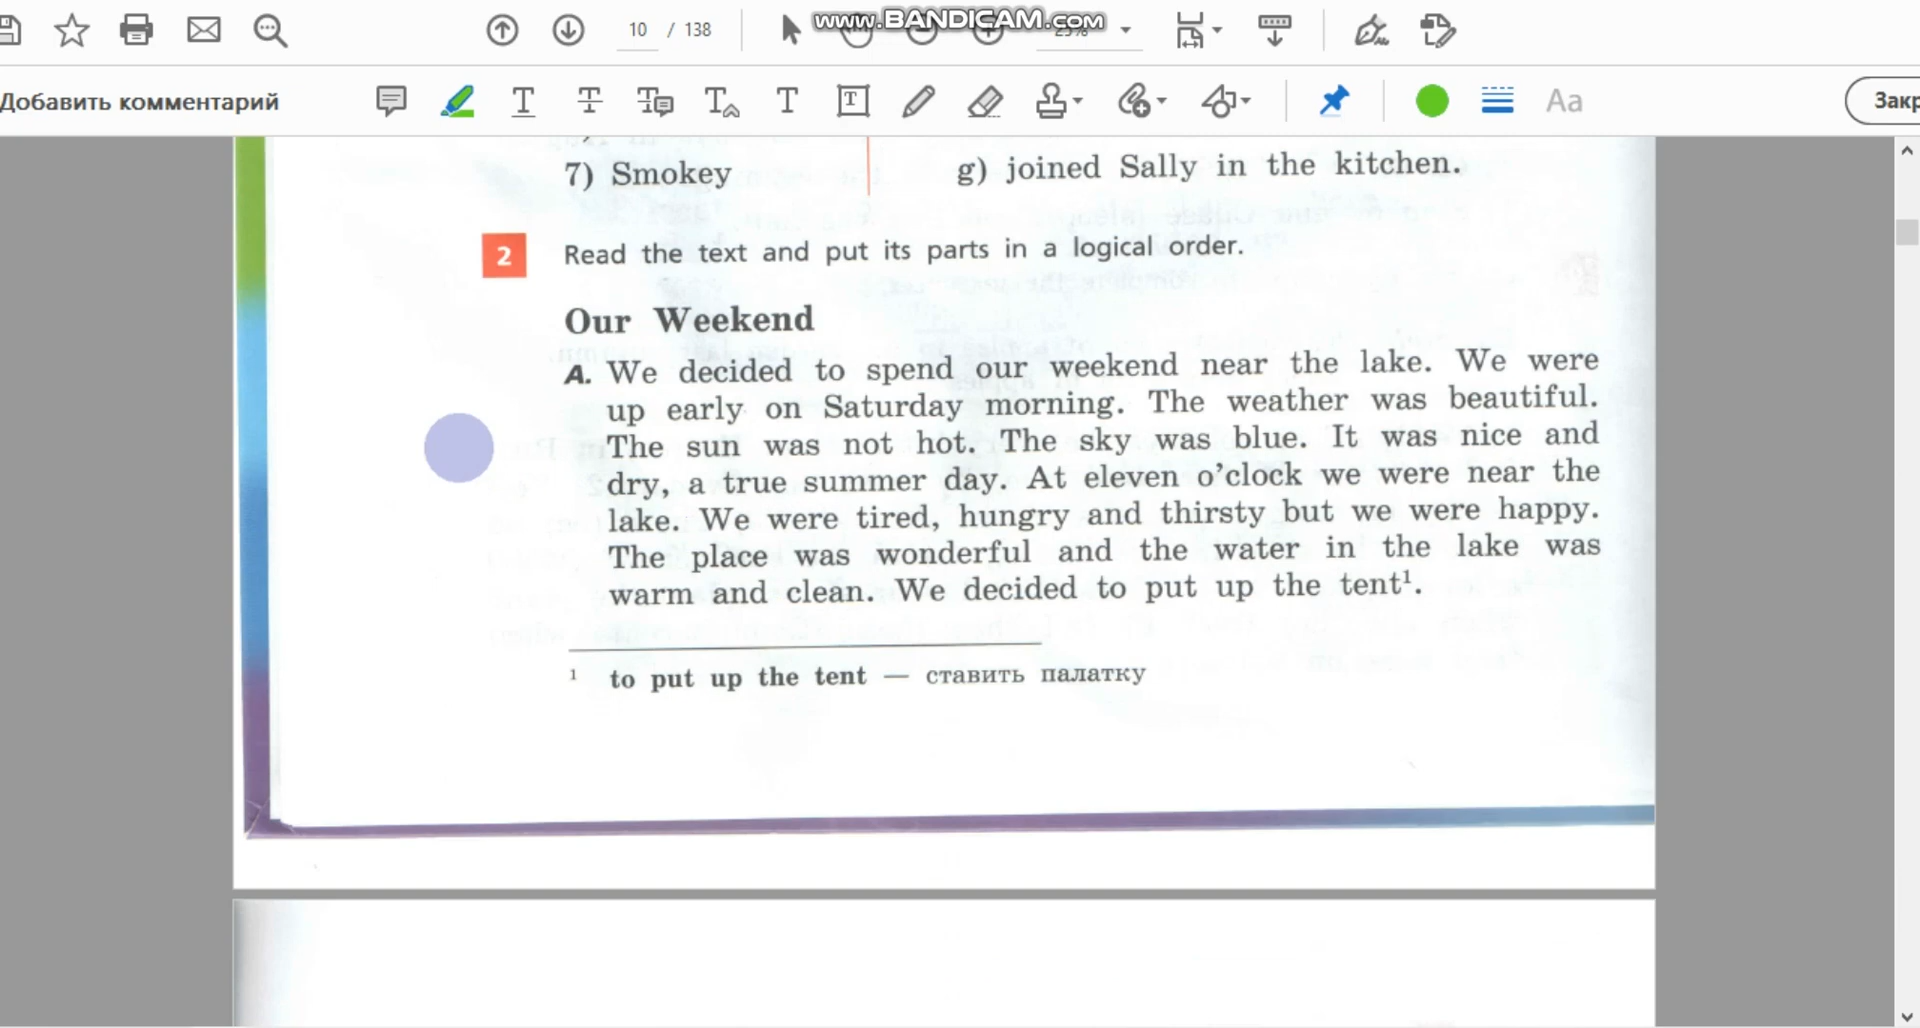 www.BANDICAM.com
10 / 138
25%
Добавить комментарий
Aa
Закр
7) Smokey
g) joined Sally in the kitchen.
2 Read the text and put its parts in a logical order.
Our Weekend
A. We decided to spend our weekend near the lake. We were
up early on Saturday morning. The weather was beautiful.
The sun was not hot. The sky was blue. It was nice and
dry, a true summer day. At eleven o’clock we were near the
lake. We were tired, hungry and thirsty but we were happy.
The place was wonderful and the water in the lake was
warm and clean. We decided to put up the tent¹.
¹ to put up the tent — ставить палатку